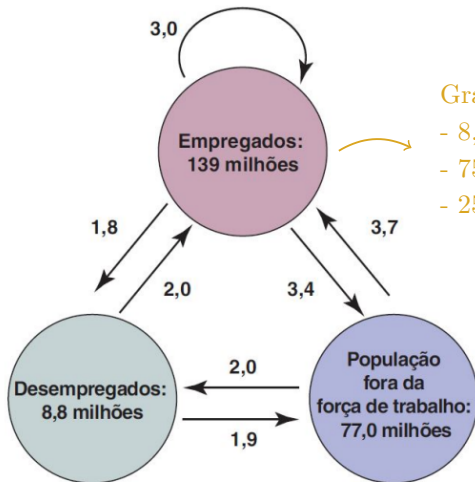 3,0
Empregados:
139 milhões
1,8
2,0
3,4
3,7
Desempregados:
8,8 milhões
2,0
1,9
População
fora da
força de trabalho:
77,0 milhões